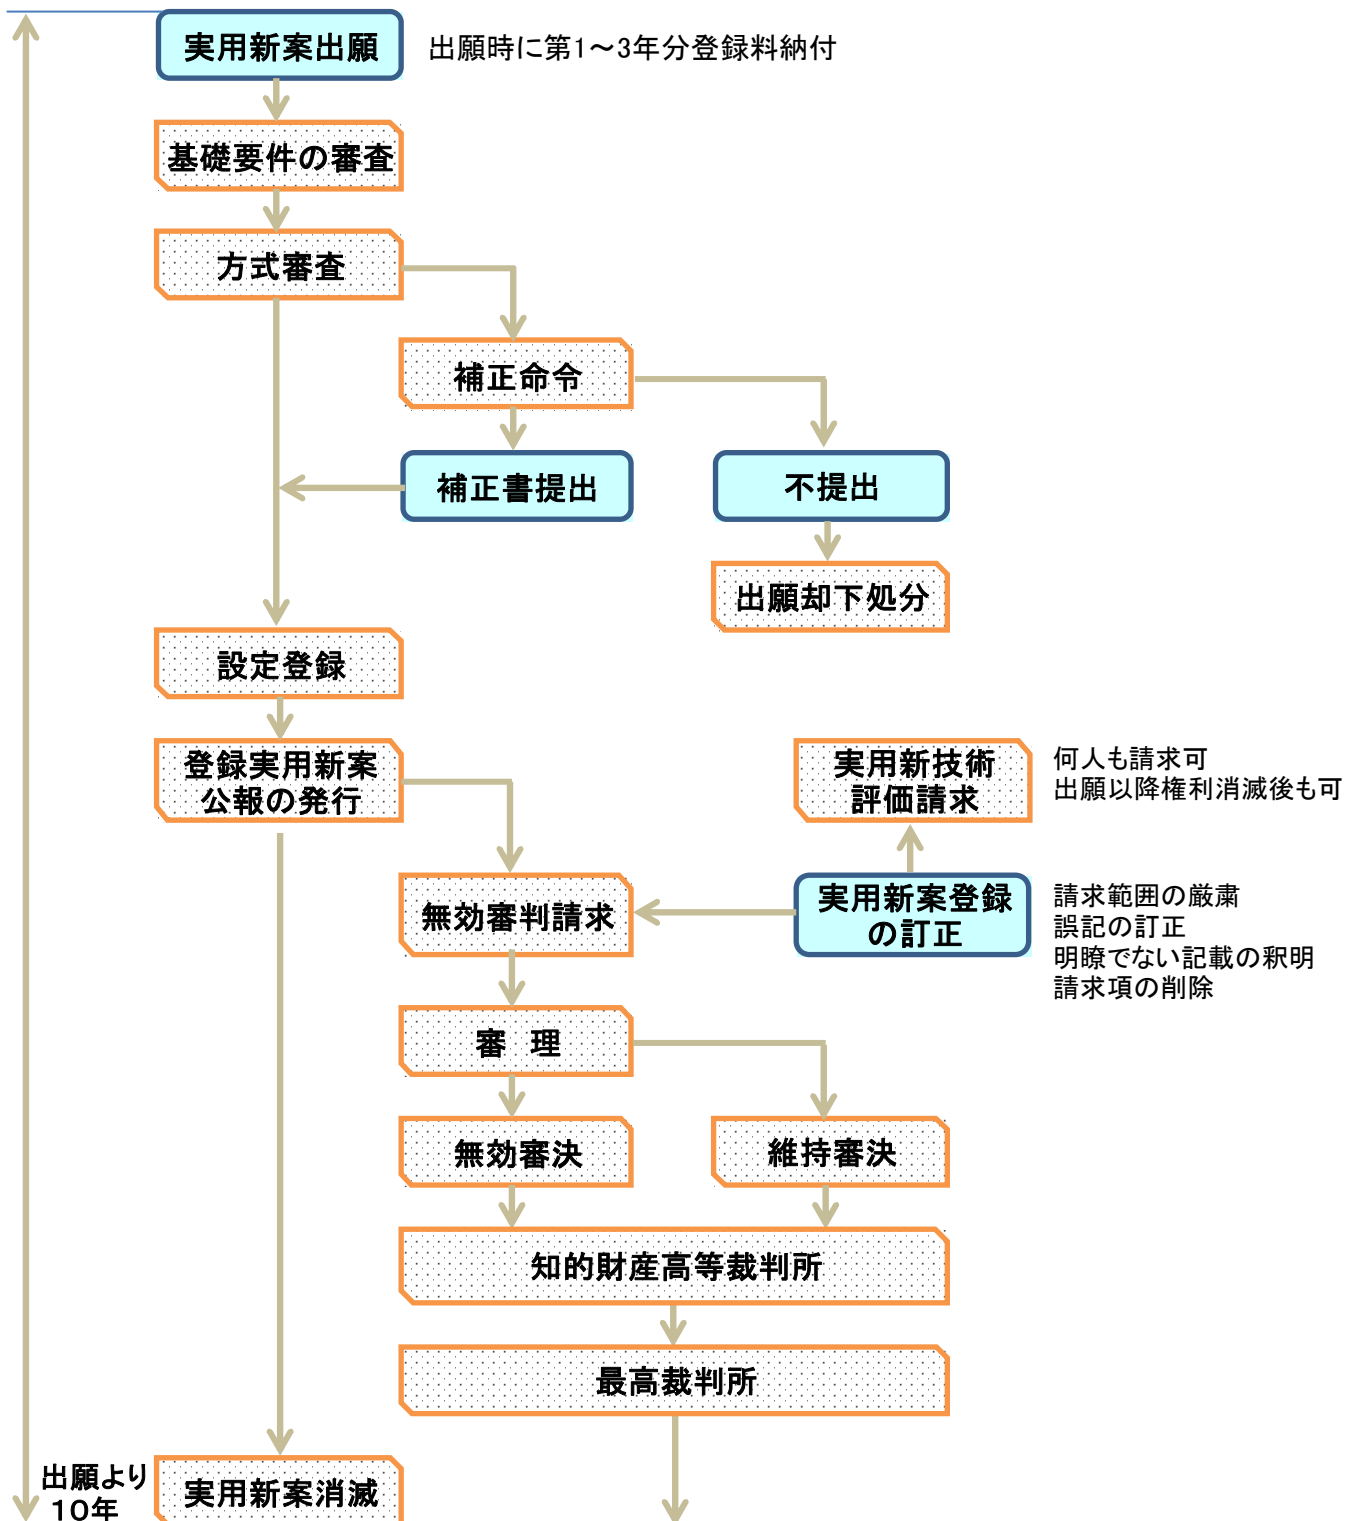 実用新案出願
出願時に第1～3年分登録料納付
基礎要件の審査
方式審査
補正命令
補正書提出
不提出
出願却下処分
設定登録
登録実用新案
公報の発行
実用新技術
評価請求
何人も請求可
出願以降権利消滅後も可
無効審判請求
実用新案登録
の訂正
請求範囲の厳粛
誤記の訂正
明瞭でない記載の釈明
請求項の削除
審　理
無効審決
維持審決
知的財産高等裁判所
最高裁判所
出願より
10年
実用新案消滅